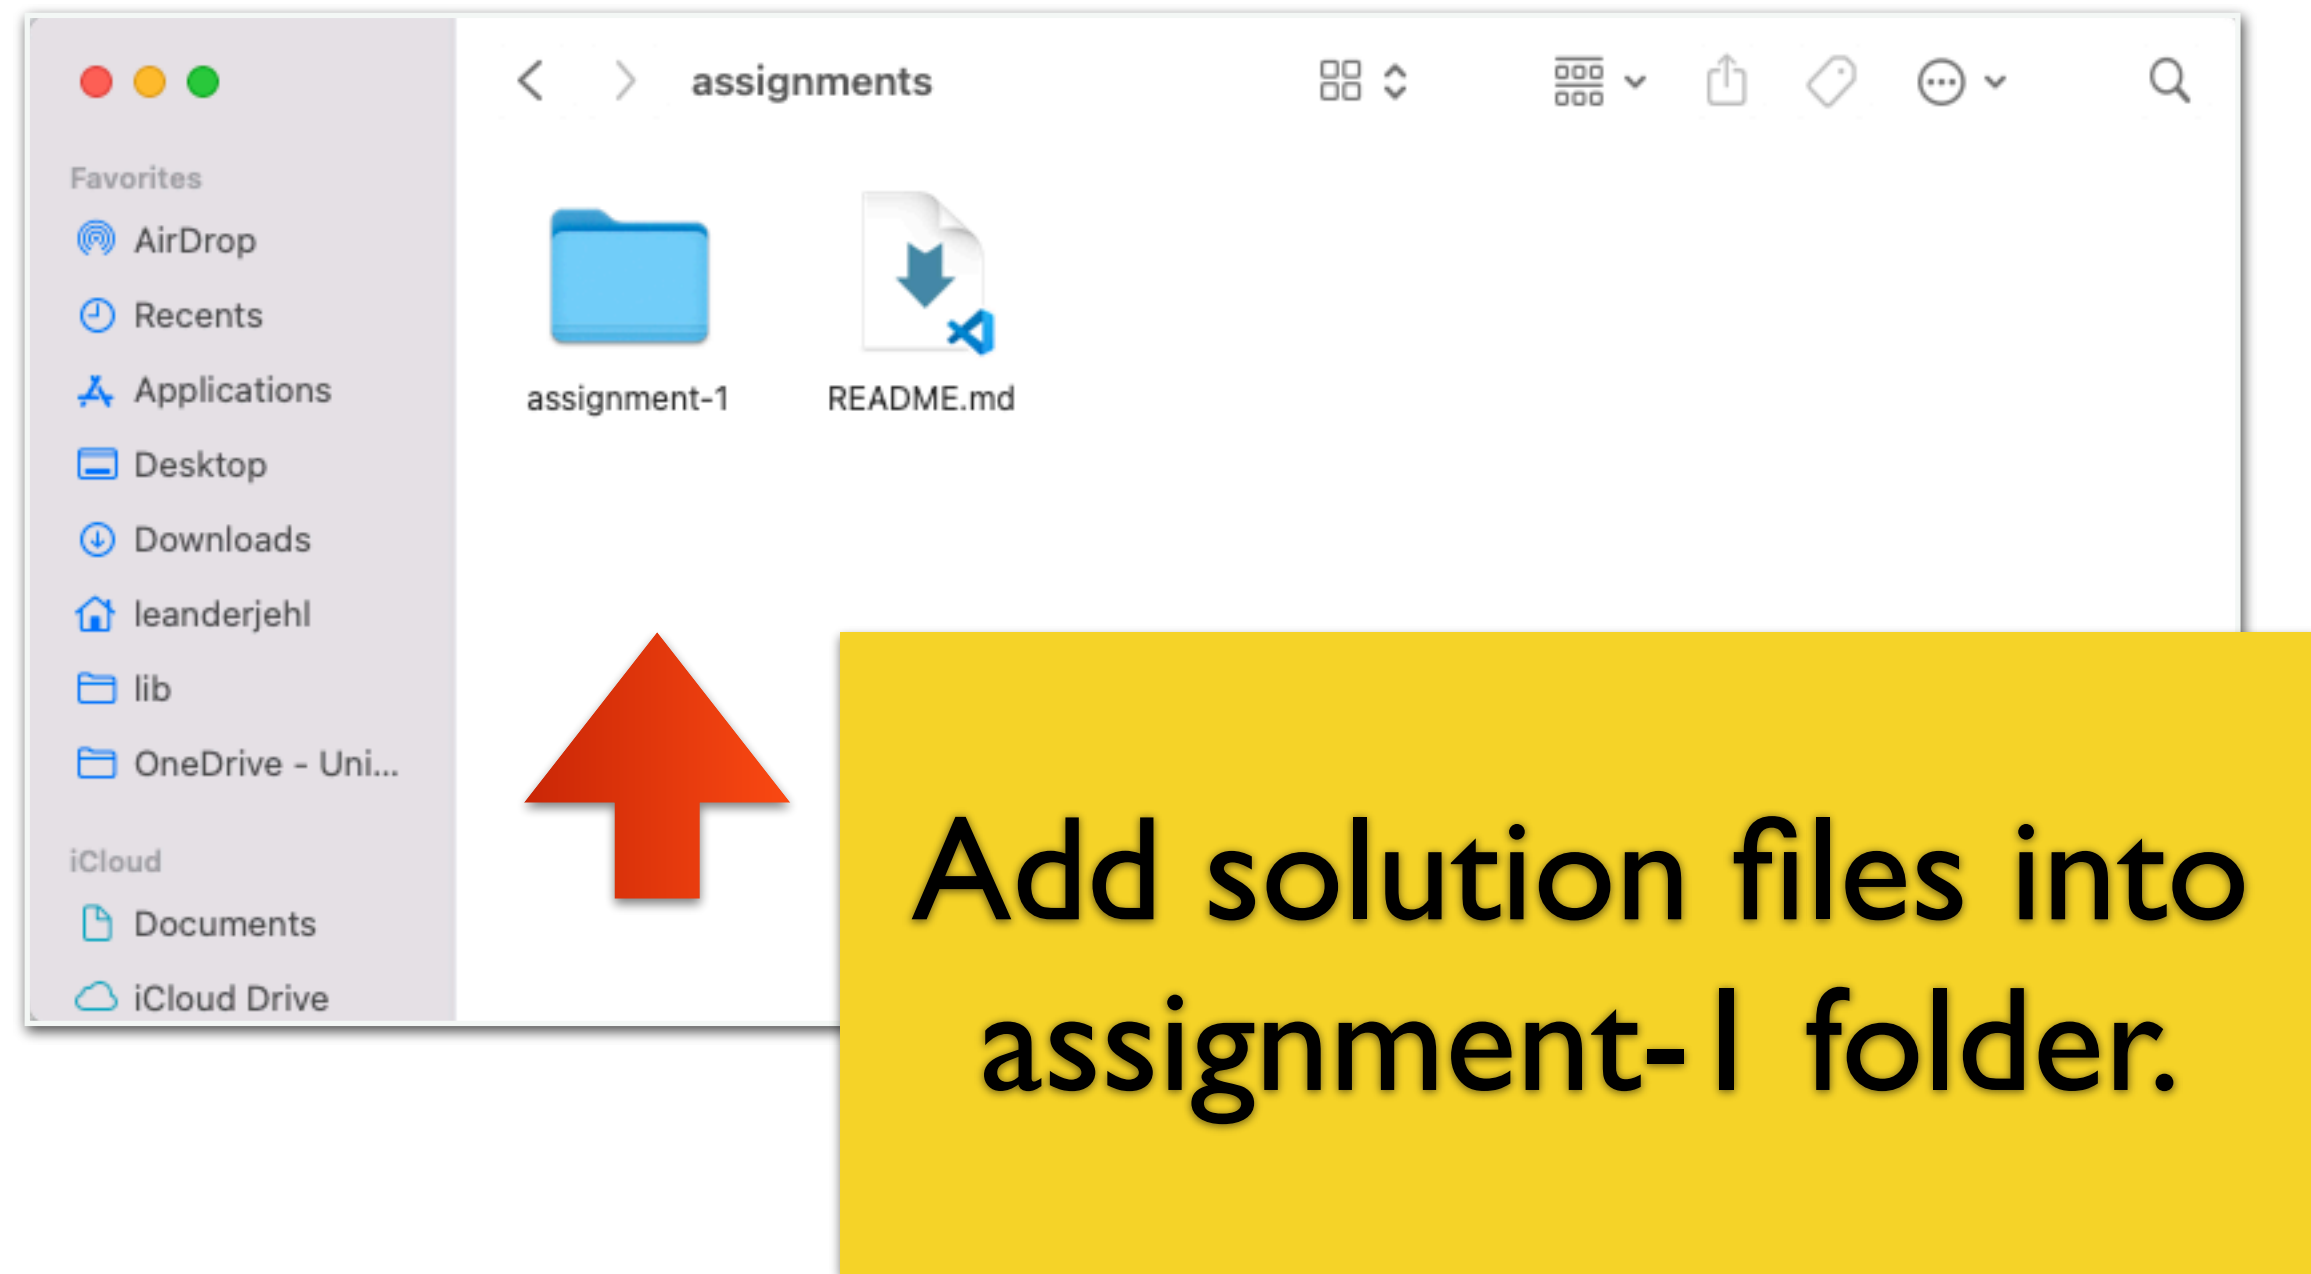 assignments
Favorites
AirDrop
Recents
Applications
Desktop
Downloads
leanderjehl
lib
OneDrive - Uni...
iCloud
Documents
iCloud Drive
assignment-1
README.md
Add solution files into
assignment-1 folder.